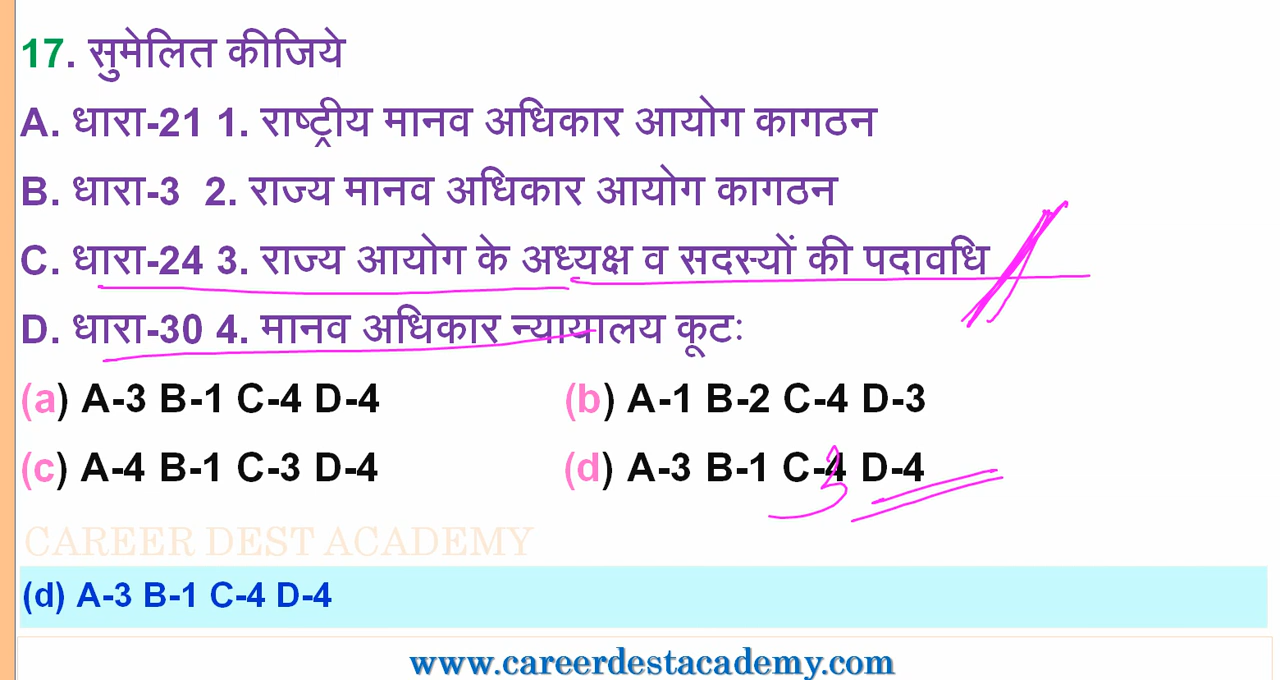 17. सुमेलित कीजिये
A. धारा-21 1. राष्ट्रीय मानव अधिकार आयोग कागठन
B. धारा-3 2. राज्य मानव अधिकार आयोग कागठन
C. धारा-24 3. राज्य आयोग के अध्यक्ष व सदस्यों की पदावधि
D. धारा-30 4. मानव अधिकार न्यायालय कूटः
(a) A-3 B-1 C-4 D-4 (b) A-1 B-2 C-4 D-3
(c) A-4 B-1 C-3 D-4 (d) A-3 B-1 C-4 D-4
3
CAREER DEST ACADEMY
(d) A-3 B-1 C-4 D-4
www.careerdestacademy.com